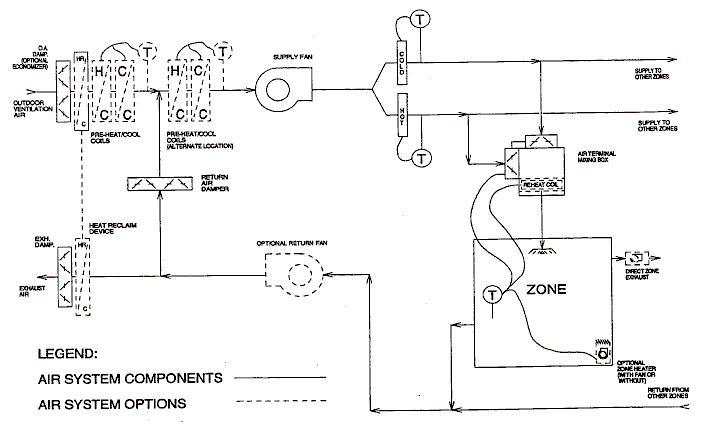 O.A.
DAMP.
(OPTIONAL
ECONOMIZER)
HR
C
H
C
C
C
T
H
C
C
C
T
OUTDOOR
VENTILATION
AIR
PRE-HEAT/COOL
COILS
PRE-HEAT/COOL
COILS
(ALTERNATE LOCATION)
SUPPLY FAN
T
COLD
HOT
T
SUPPLY TO
OTHER ZONES
SUPPLY TO
OTHER ZONES
AIR TERMINAL
MIXING BOX
REHEAT COIL
RETURN
AIR
DAMPER
EXH.
DAMP.
HEAT RECLAIM
DEVICE
HR
C
EXHAUST
AIR
OPTIONAL RETURN FAN
ZONE
T
DIRECT ZONE
EXHAUST
OPTIONAL
ZONE HEATER
(WITH FAN OR
WITHOUT)
RETURN FROM
OTHER ZONES
LEGEND:
AIR SYSTEM COMPONENTS
AIR SYSTEM OPTIONS